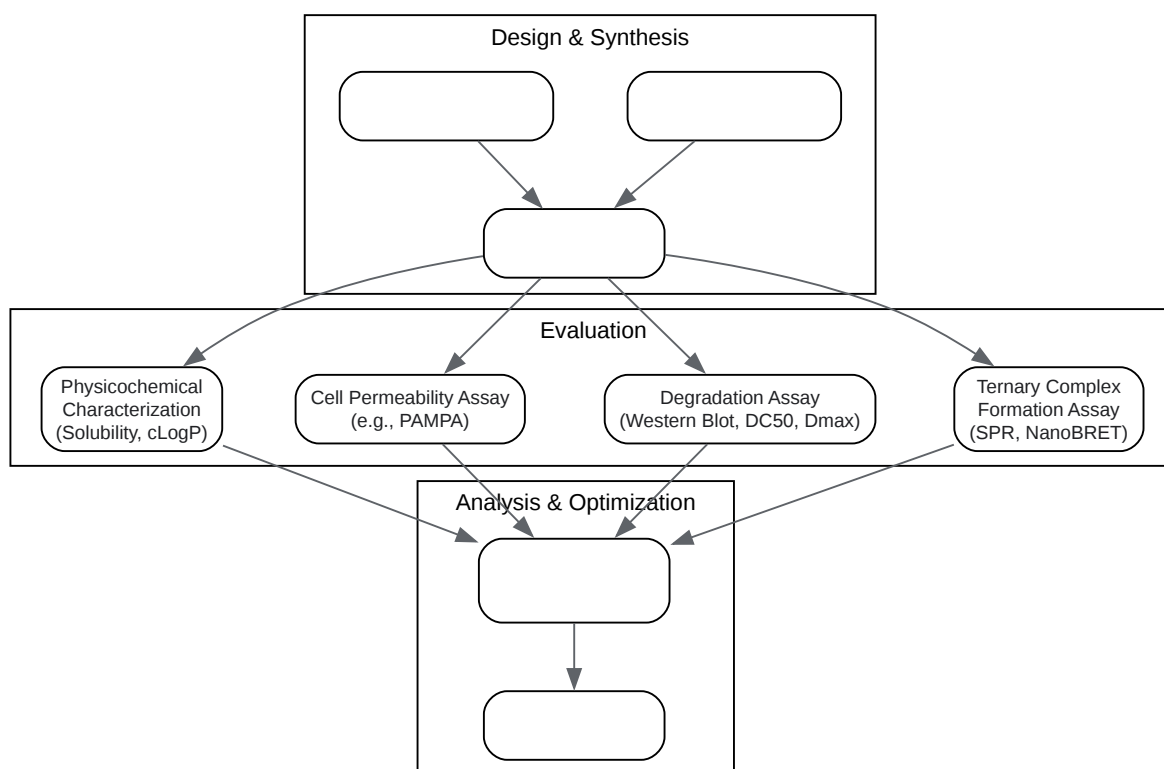 Design & Synthesis
Evaluation
Physicochemical
Characterization
(Solubility, cLogP)
Cell Permeability Assay
(e.g., PAMPA)
Degradation Assay
(Western Blot, DC50, Dmax)
Ternary Complex
Formation Assay
(SPR, NanoBRET)
Analysis & Optimization